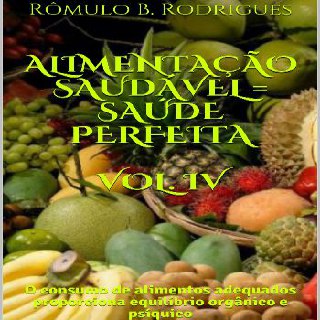 Rômulo B. Rodrigues
ALIMENTAÇÃO
SAUDÁVEL =
SAÚDE
PERFEITA
VOL. IV
O consumo de alimentos adequados
proporciona equilíbrio orgânico e
psíquico